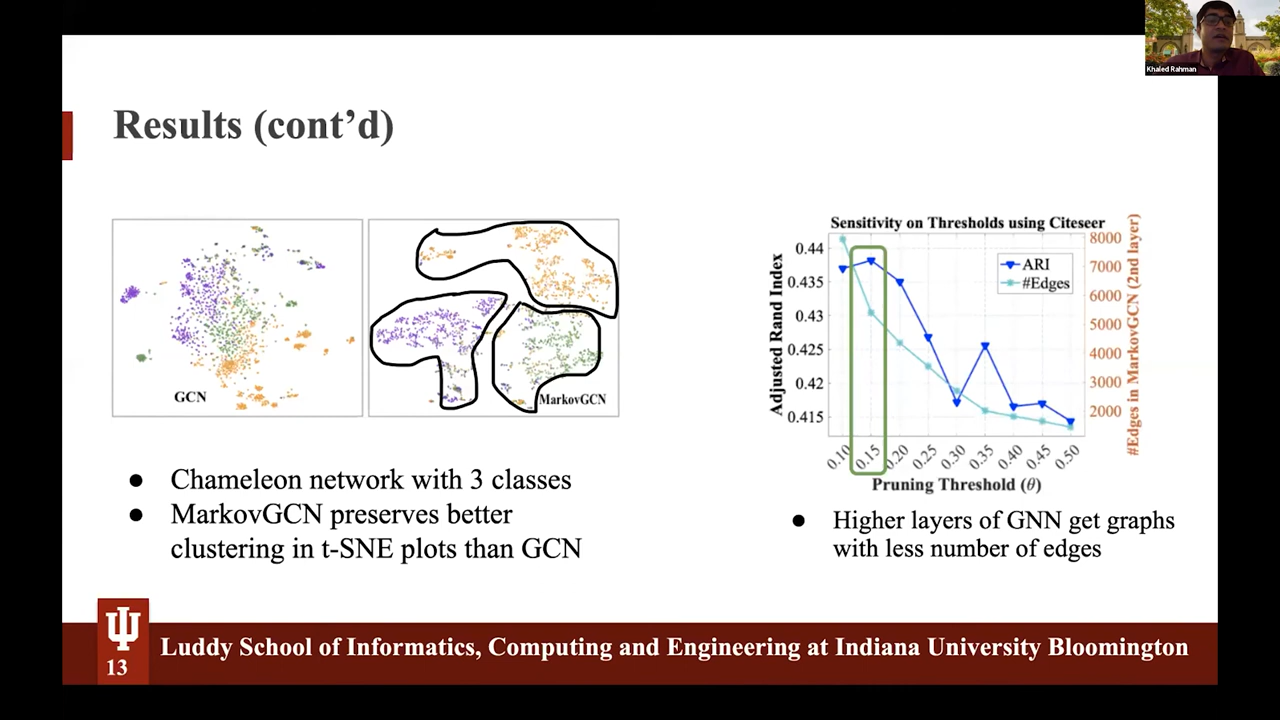 Khaled Rahman
Results (cont’d)
GCN
MarkovGCN
● Chameleon network with 3 classes
● MarkovGCN preserves better
clustering in t-SNE plots than GCN
Sensitivity on Thresholds using Citeseer
Adjusted Rand Index
0.44
0.435
0.43
0.425
0.42
0.415
ARI
#Edges
8000
7000
6000
5000
4000
3000
2000
#Edges in MarkovGCN (2nd layer)
0.10 0.15 0.20 0.25 0.30 0.35 0.40 0.45 0.50
Pruning Threshold (θ)
● Higher layers of GNN get graphs
with less number of edges
13
Luddy School of Informatics, Computing and Engineering at Indiana University Bloomington